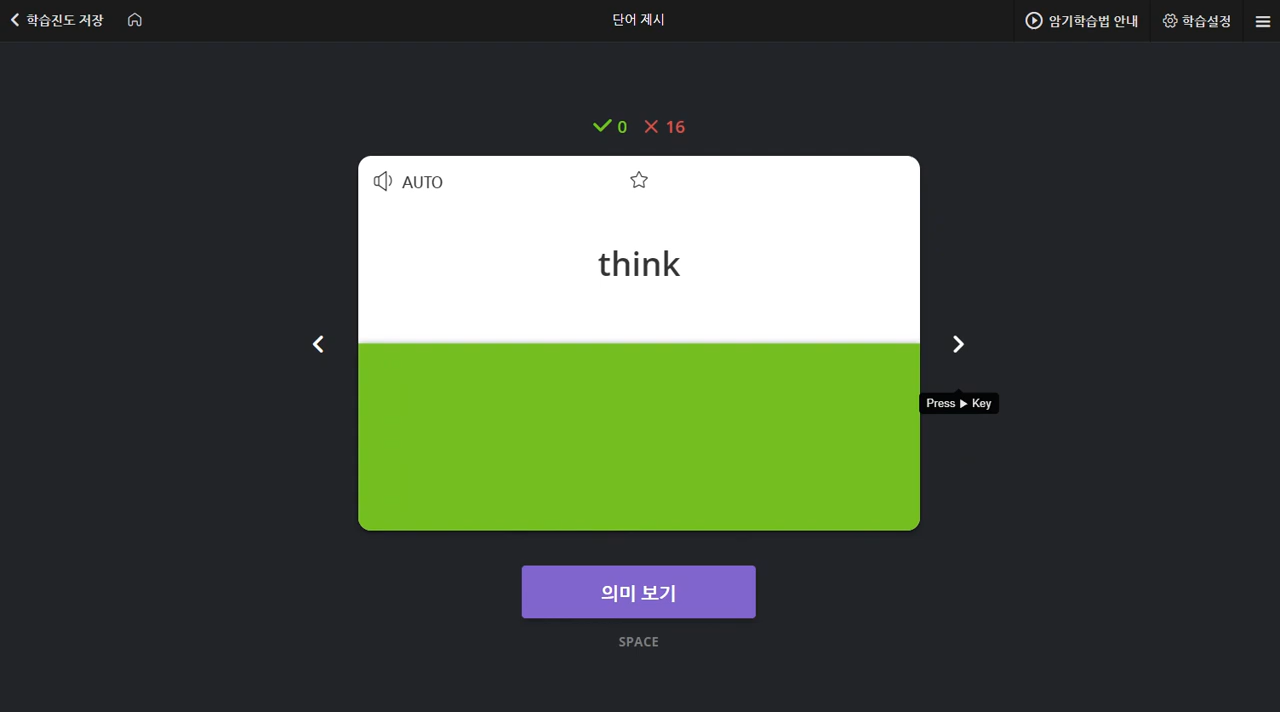 학습진도 저장
단어 제시
암기학습법 안내
학습설정
0
16
AUTO
think
Press ▶ Key
의미 보기
SPACE